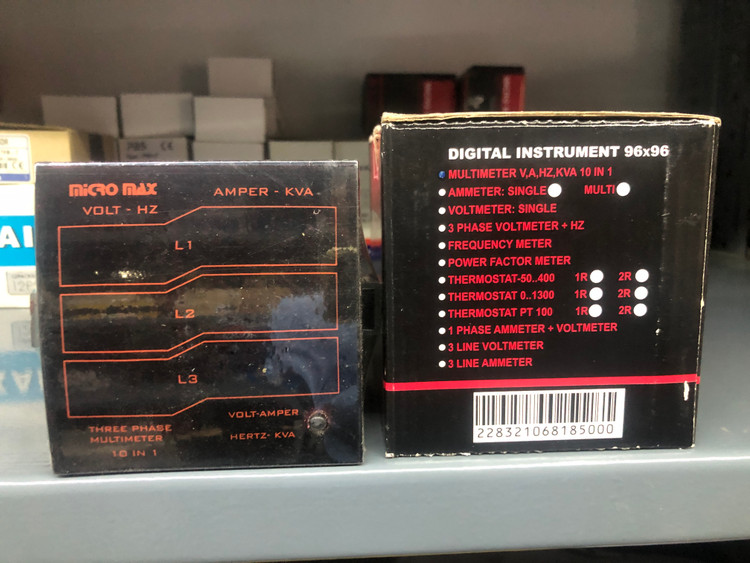 MICRO MAX
AMPER - KVA
VOLT - HZ
L1
L2
L3
THREE PHASE
MULTIMETER
10 IN 1
VOLT-AMPER
HERTZ- KVA
DIGITAL INSTRUMENT 96x96
MULTIMETER V,A,HZ,KVA 10 IN 1
AMMETER: SINGLE MULTI
VOLTMETER: SINGLE
3 PHASE VOLTMETER + HZ
FREQUENCY METER
POWER FACTOR METER
THERMOSTAT-50..400 1R 2R
THERMOSTAT 0..1300 1R 2R
THERMOSTAT PT 100 1R 2R
1 PHASE AMMETER + VOLTMETER
3 LINE VOLTMETER
3 LINE AMMETER
228321068185000